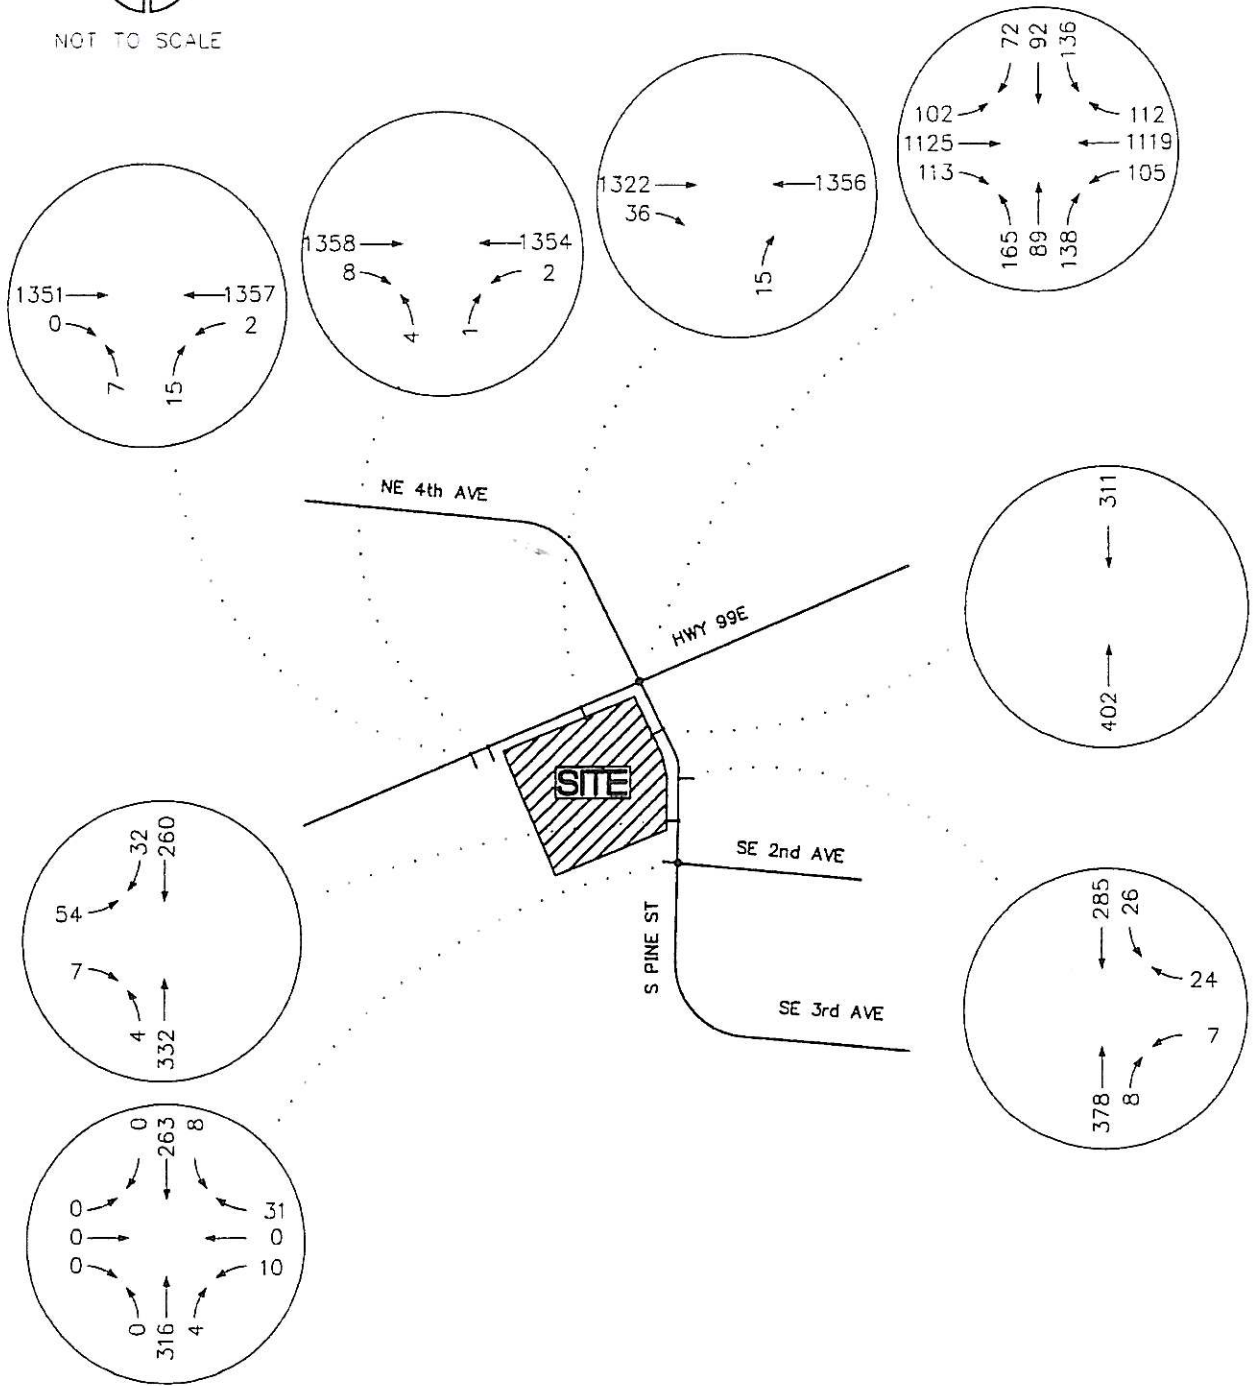 NOT TO SCALE
72 92 136
102 112
1125 1119
113 105
165 89 138
1322 1356
36
15
1358 1354
8 2
4 1
1351 1357
0 2
7 15
NE 4th AVE
HWY 99E
311
402
SITE
SE 2nd AVE
S PINE ST
SE 3rd AVE
32 260
54
7
4 332
285 26
24
7
378 8
0 263 8
0 31
0 0
0 10
0 316 4